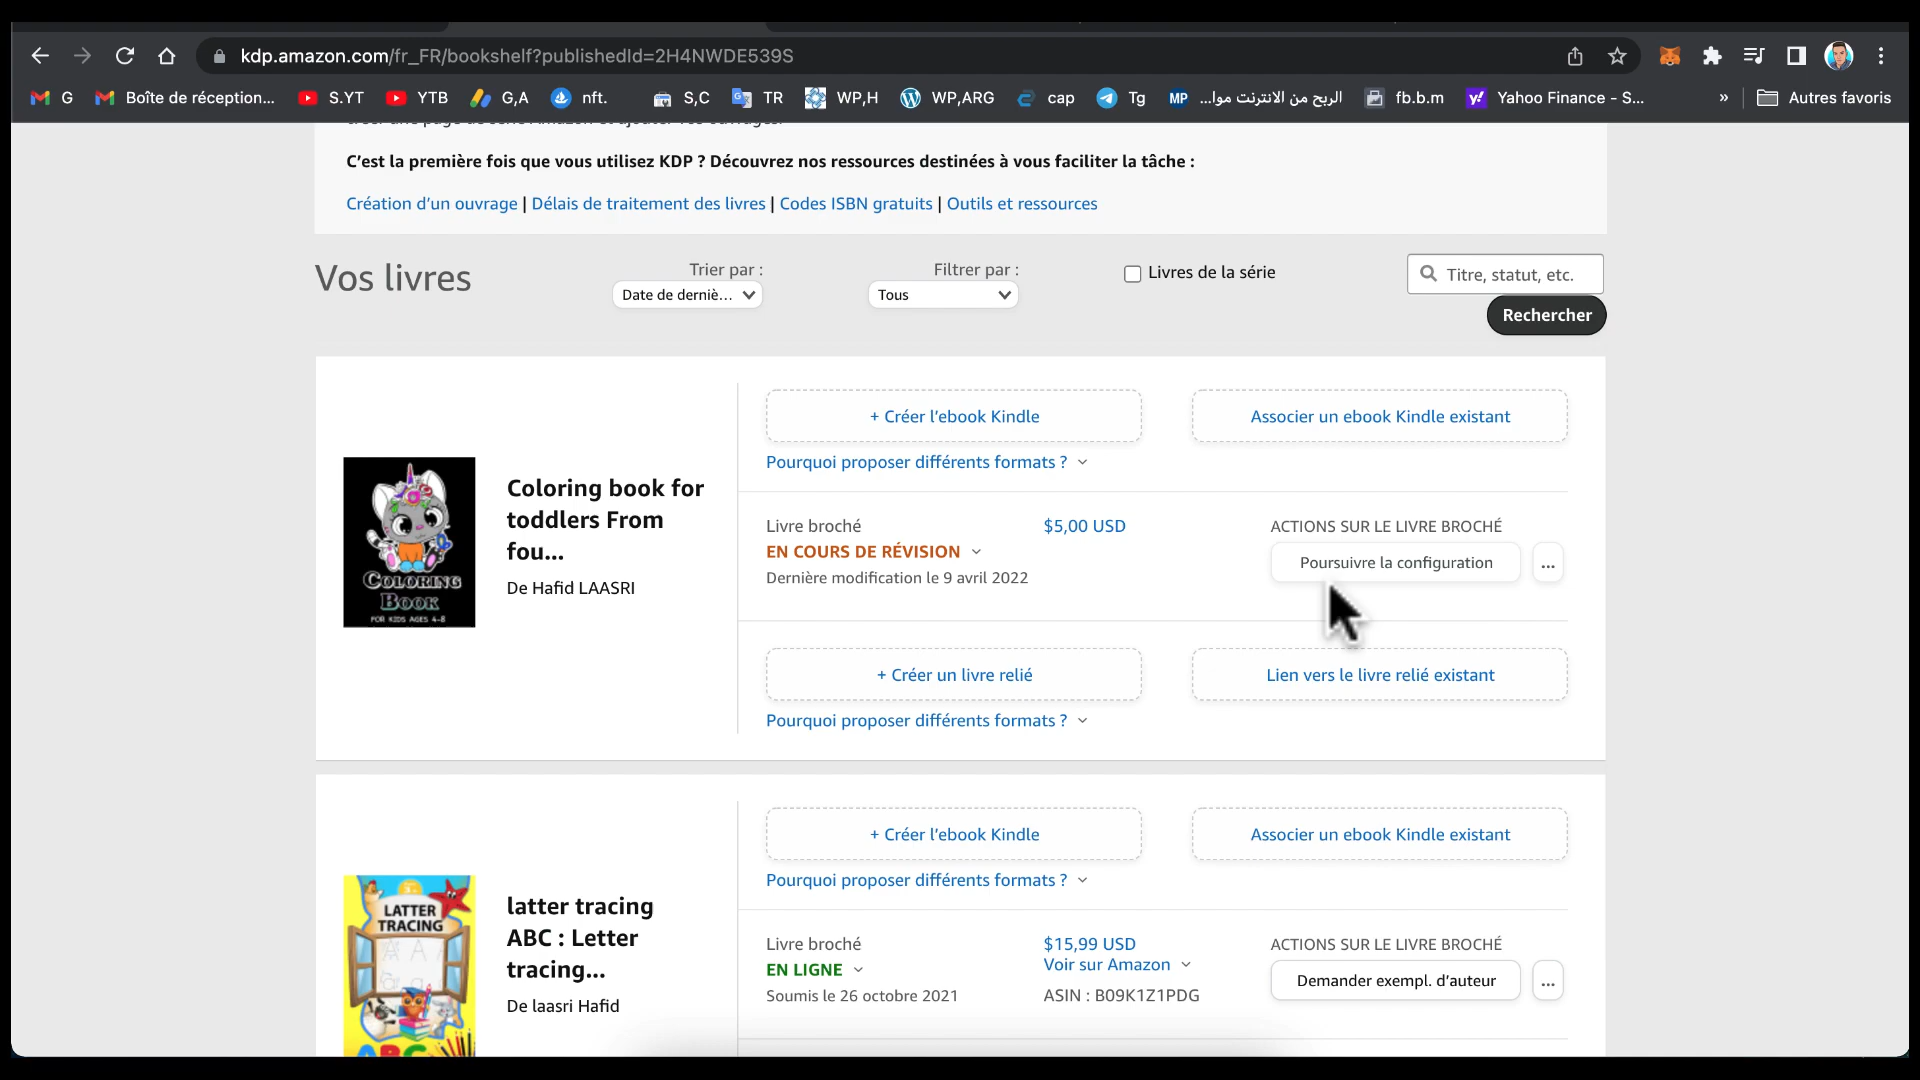 kdp.amazon.com/fr_FR/bookshelf?publishedId=2H4NWDE539S
G
Boîte de réception...
S.YT
YTB
G,A
nft.
S,C
TR
WP,H
WP,ARG
cap
Tg
MP
الربح من الانترنت موا...
fb.b.m
Yahoo Finance - S...
»
Autres favoris
C'est la première fois que vous utilisez KDP ? Découvrez nos ressources destinées à vous faciliter la tâche :
Création d'un ouvrage | Délais de traitement des livres | Codes ISBN gratuits | Outils et ressources
Vos livres
Trier par :
Date de derniè...
Filtrer par :
Tous
Livres de la série
Titre, statut, etc.
Rechercher
COLORING
BOOK
FOR KIDS AGES 4-8
Coloring book for
toddlers From
fou...
De Hafid LAASRI
+ Créer l'ebook Kindle
Associer un ebook Kindle existant
Pourquoi proposer différents formats ?
Livre broché
EN COURS DE RÉVISION
Dernière modification le 9 avril 2022
$5,00 USD
ACTIONS SUR LE LIVRE BROCHÉ
Poursuivre la configuration
...
+ Créer un livre relié
Lien vers le livre relié existant
Pourquoi proposer différents formats ?
LATTER
TRACING
ABC
latter tracing
ABC : Letter
tracing...
De laasri Hafid
+ Créer l'ebook Kindle
Associer un ebook Kindle existant
Pourquoi proposer différents formats ?
Livre broché
EN LIGNE
Soumis le 26 octobre 2021
$15,99 USD
Voir sur Amazon
ASIN : B09K1Z1PDG
ACTIONS SUR LE LIVRE BROCHÉ
Demander exempl. d'auteur
...